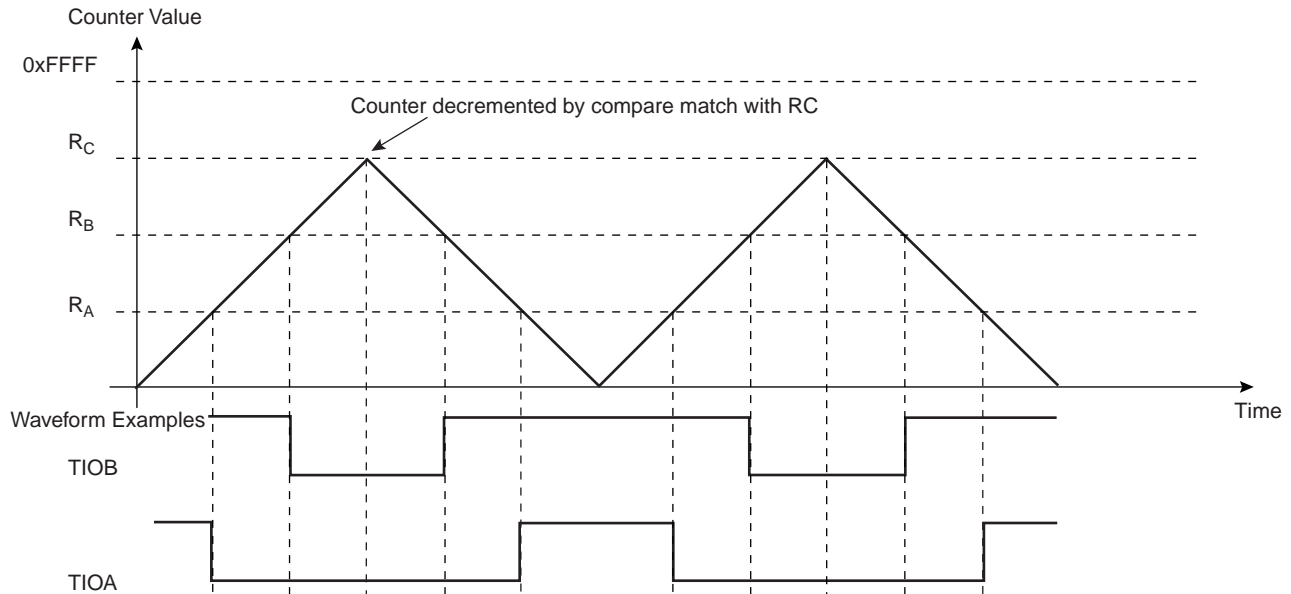 Counter Value
0xFFFF
Counter decremented by compare match with RC
RC
RB
RA
Time
Waveform Examples
TIOB
TIOA